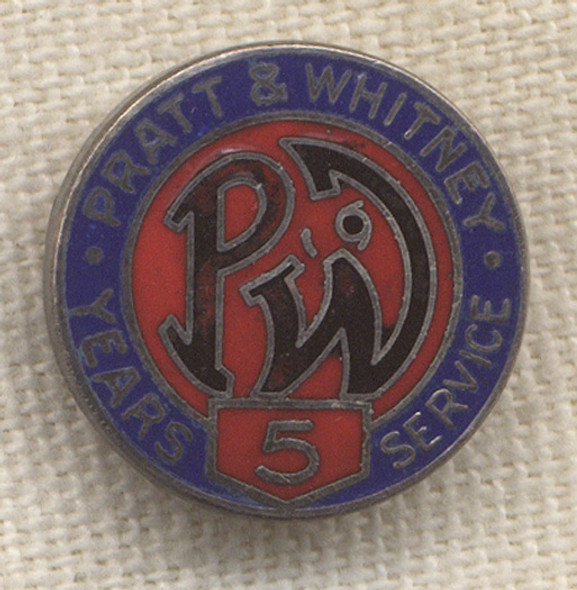 · PRATT & WHITNEY ·
PW
YEARS 5 SERVICE